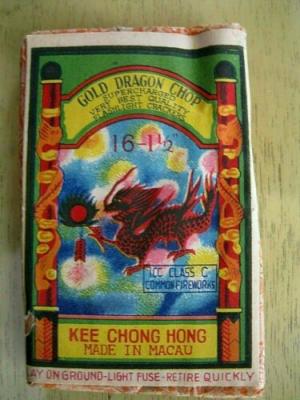 GOLD DRAGON CHOP
SUPERCHARGED
VERY BEST QUALITY
FLASHLIGHT CRACKERS
16-1½"
ICC CLASS C
COMMON FIREWORKS
KEE CHONG HONG
MADE IN MACAU
LAY ON GROUND-LIGHT FUSE-RETIRE QUICKLY